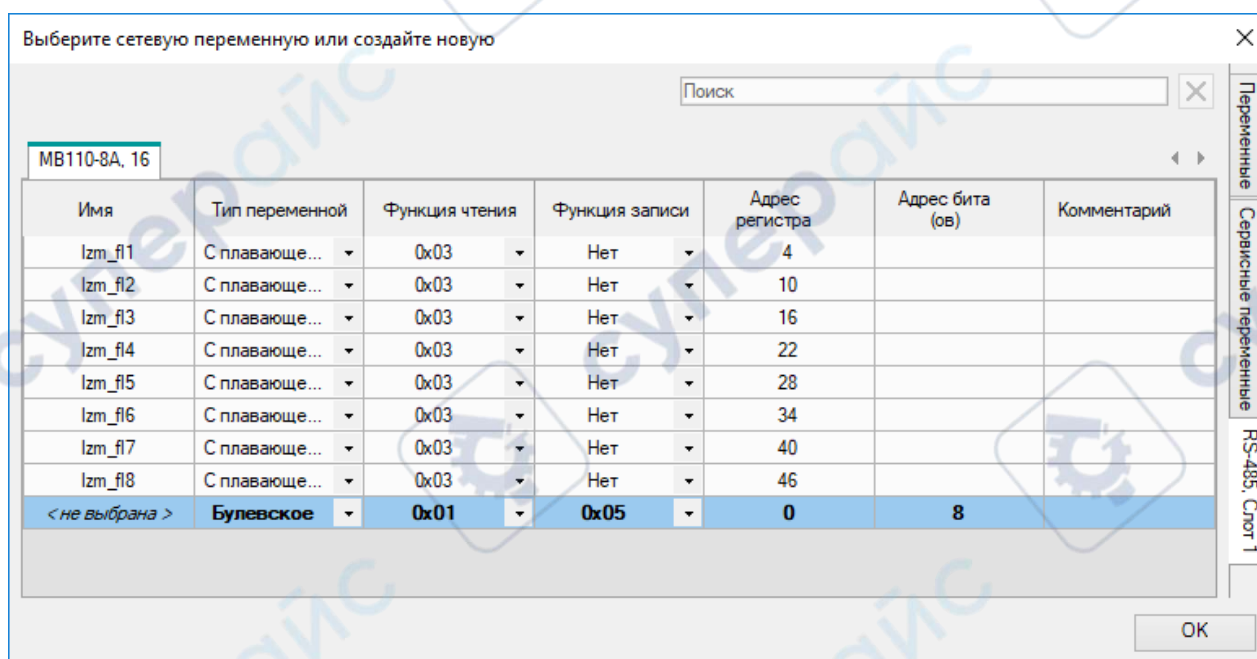 Выберите сетевую переменную или создайте новую
Поиск
МВ110-8А, 16
Имя Тип переменной Функция чтения Функция записи Адрес регистра Адрес бита (ов) Комментарий
Izm_fl1 С плавающе... 0x03 Нет 4
Izm_fl2 С плавающе... 0x03 Нет 10
Izm_fl3 С плавающе... 0x03 Нет 16
Izm_fl4 С плавающе... 0x03 Нет 22
Izm_fl5 С плавающе... 0x03 Нет 28
Izm_fl6 С плавающе... 0x03 Нет 34
Izm_fl7 С плавающе... 0x03 Нет 40
Izm_fl8 С плавающе... 0x03 Нет 46
< не выбрана > Булевское 0x01 0x05 0 8
Переменные
Сервисные переменные
RS-485, Слот 1
OK
суперайс